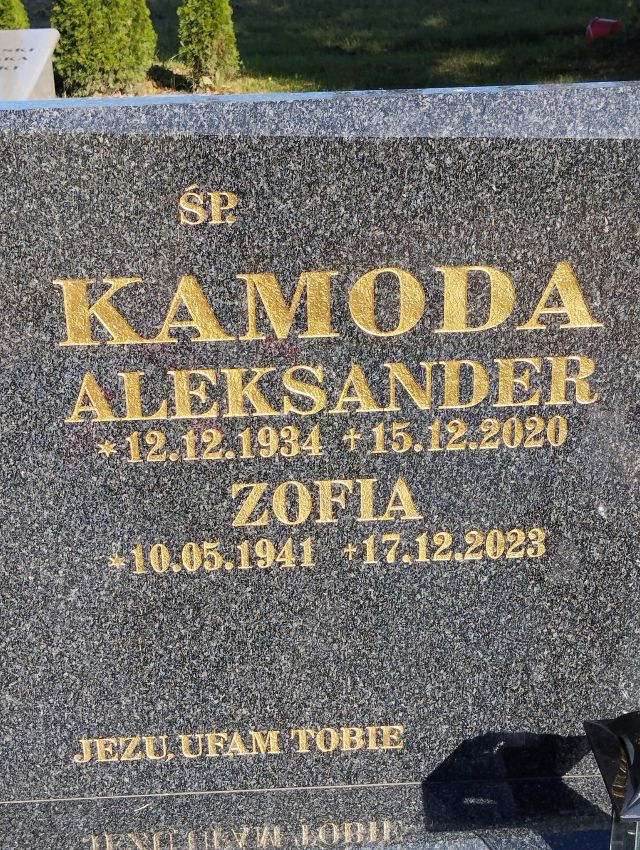 ŚP.
KAMODA
ALEKSANDER
*12.12.1934 †15.12.2020
ZOFIA
*10.05.1941 †17.12.2023
JEZU, UFAM TOBIE